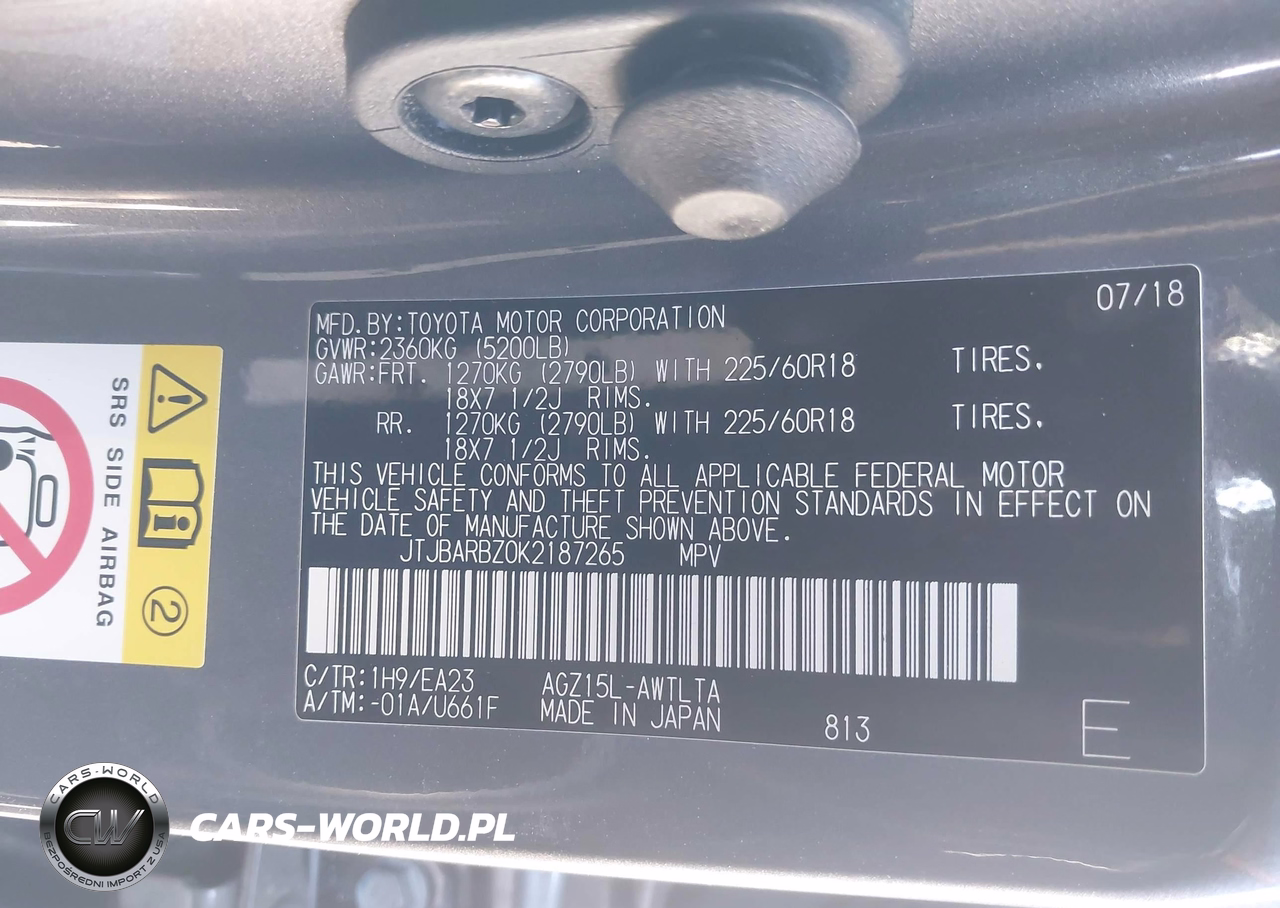 07/18
MFD.BY:TOYOTA MOTOR CORPORATION
GVWR:2360KG (5200LB)
GAWR:FRT. 1270KG (2790LB) WITH 225/60R18 TIRES.
18X7 1/2J RIMS.
RR. 1270KG (2790LB) WITH 225/60R18 TIRES.
18X7 1/2J RIMS.
THIS VEHICLE CONFORMS TO ALL APPLICABLE FEDERAL MOTOR
VEHICLE SAFETY AND THEFT PREVENTION STANDARDS IN EFFECT ON
THE DATE OF MANUFACTURE SHOWN ABOVE.
JTJBARBZ0K2187265 MPV
C/TR:1H9/EA23 AGZ15L-AWTLTA
A/TM:-01A/U661F MADE IN JAPAN 813 E
SRS SIDE AIRBAG
2
CARS-WORLD
CW
BEZPOŚREDNI IMPORT Z USA
CARS-WORLD.PL